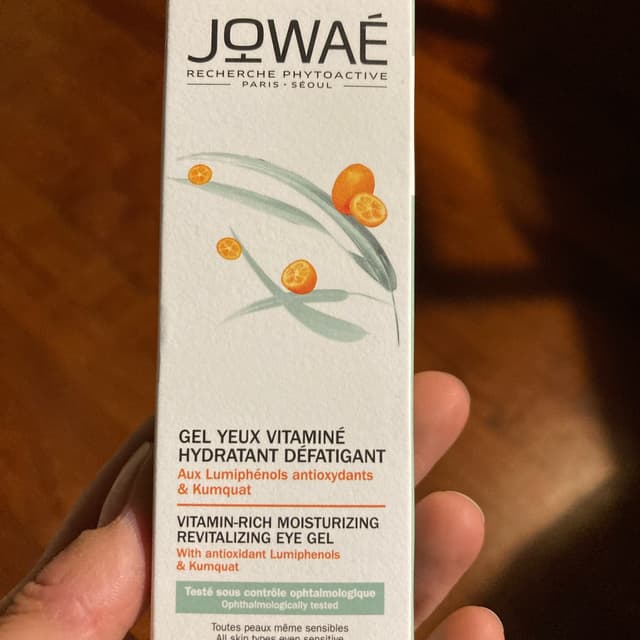 JOWAÉ
RECHERCHE PHYTOACTIVE
PARIS · SÉOUL
GEL YEUX VITAMINÉ
HYDRATANT DÉFATIGANT
Aux Lumiphénols antioxydants
& Kumquat
VITAMIN-RICH MOISTURIZING
REVITALIZING EYE GEL
With antioxidant Lumiphenols
& Kumquat
Testé sous contrôle ophtalmologique
Ophthalmologically tested
Toutes peaux même sensibles
All skin types even sensitive